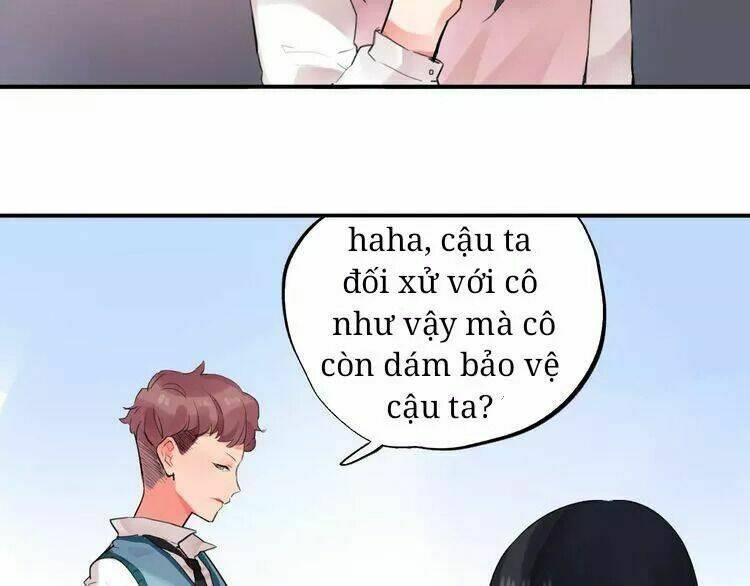 haha, cậu ta
đối xử với cô
như vậy mà cô
còn dám bảo vệ
cậu ta?